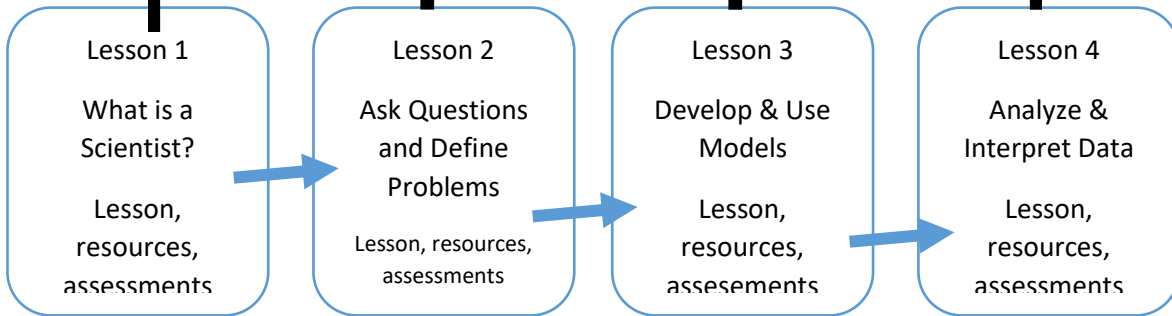 Lesson 1
What is a
Scientist?
Lesson,
resources,
assessments
Lesson 2
Ask Questions
and Define
Problems
Lesson, resources,
assessments
Lesson 3
Develop & Use
Models
Lesson,
resources,
assesements
Lesson 4
Analyze &
Interpret Data
Lesson,
resources,
assessments